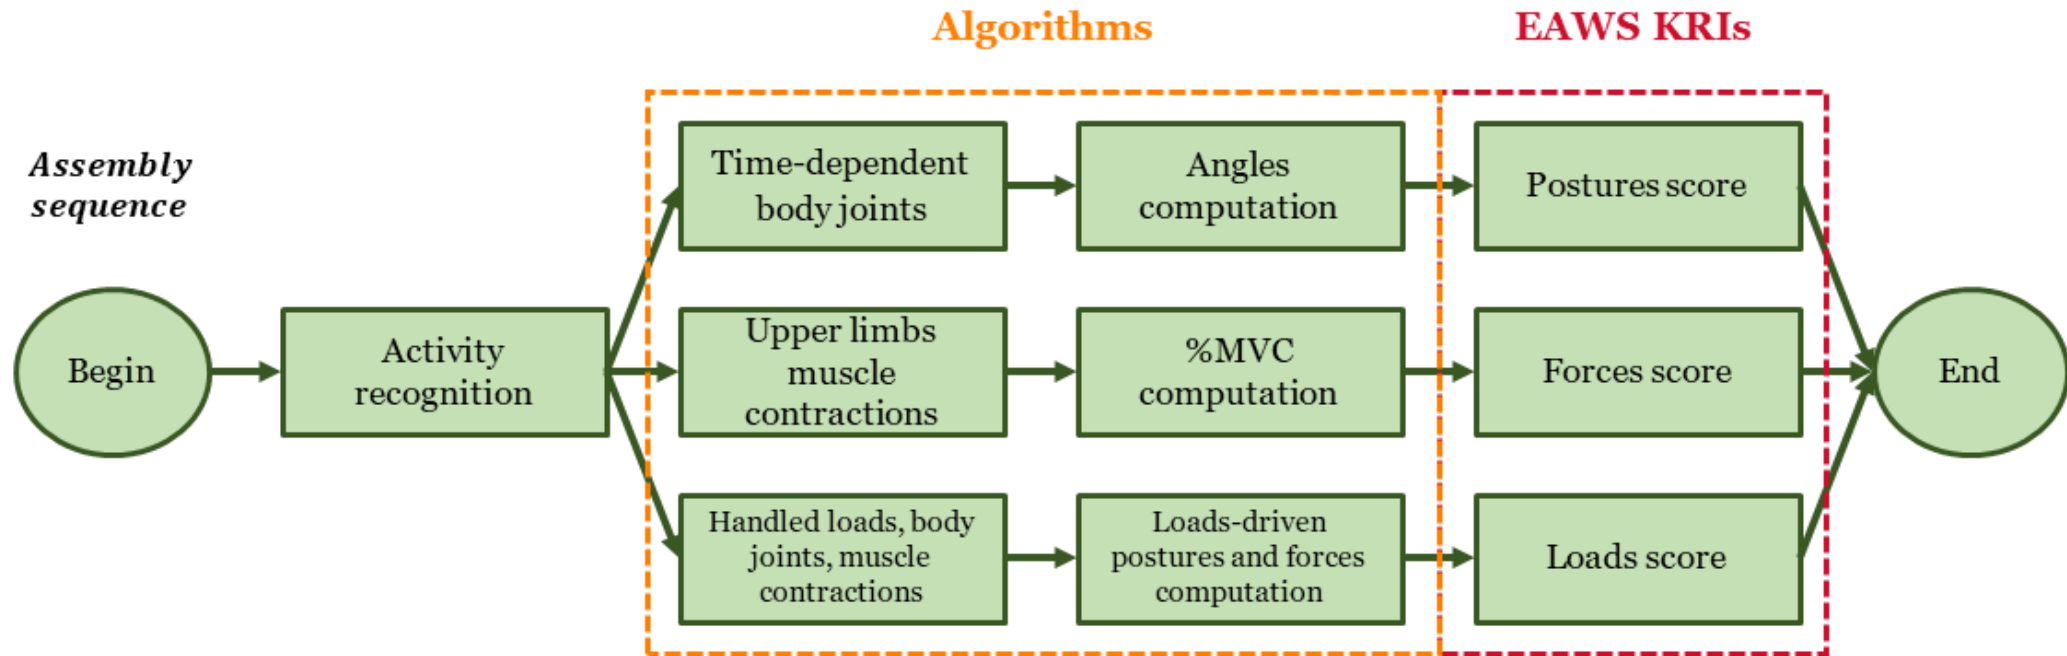 Algorithms
EAWS KRIs
Assembly
sequence
Begin
Activity
recognition
Time-dependent
body joints
Angles
computation
Postures score
Upper limbs
muscle
contractions
%MVC
computation
Forces score
Handled loads, body
joints, muscle
contractions
Loads-driven
postures and forces
computation
Loads score
End